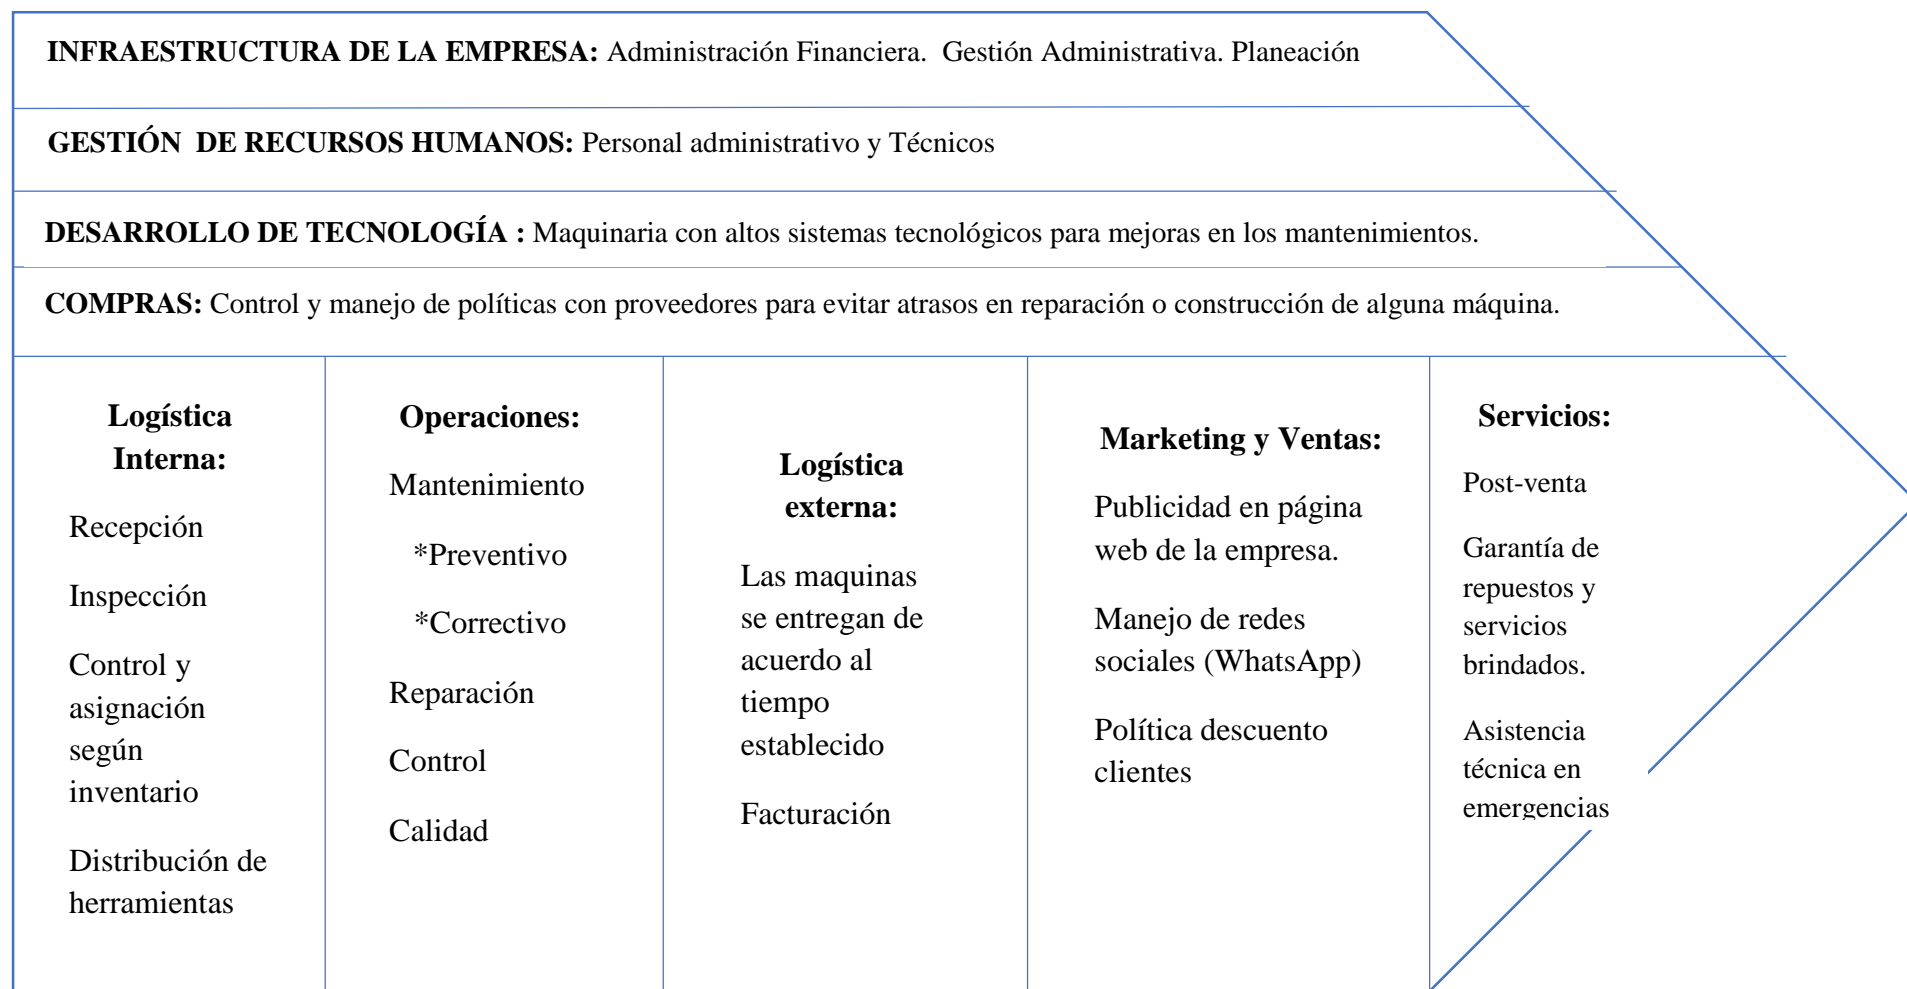 INFRAESTRUCTURA DE LA EMPRESA: Administración Financiera.  Gestión Administrativa. Planeación
GESTIÓN  DE RECURSOS HUMANOS: Personal administrativo y Técnicos
DESARROLLO DE TECNOLOGÍA : Maquinaria con altos sistemas tecnológicos para mejoras en los mantenimientos.
COMPRAS: Control y manejo de políticas con proveedores para evitar atrasos en reparación o construcción de alguna máquina.
Logística
Interna:
Recepción
Inspección
Control y
asignación
según
inventario
Distribución de
herramientas
Operaciones:
Mantenimiento
*Preventivo
*Correctivo
Reparación
Control
Calidad
Logística
externa:
Las maquinas
se entregan de
acuerdo al
tiempo
establecido
Facturación
Marketing y Ventas:
Publicidad en página
web de la empresa.
Manejo de redes
sociales (WhatsApp)
Política descuento
clientes
Servicios:
Post-venta
Garantía de
repuestos y
servicios
brindados.
Asistencia
técnica en
emergencias